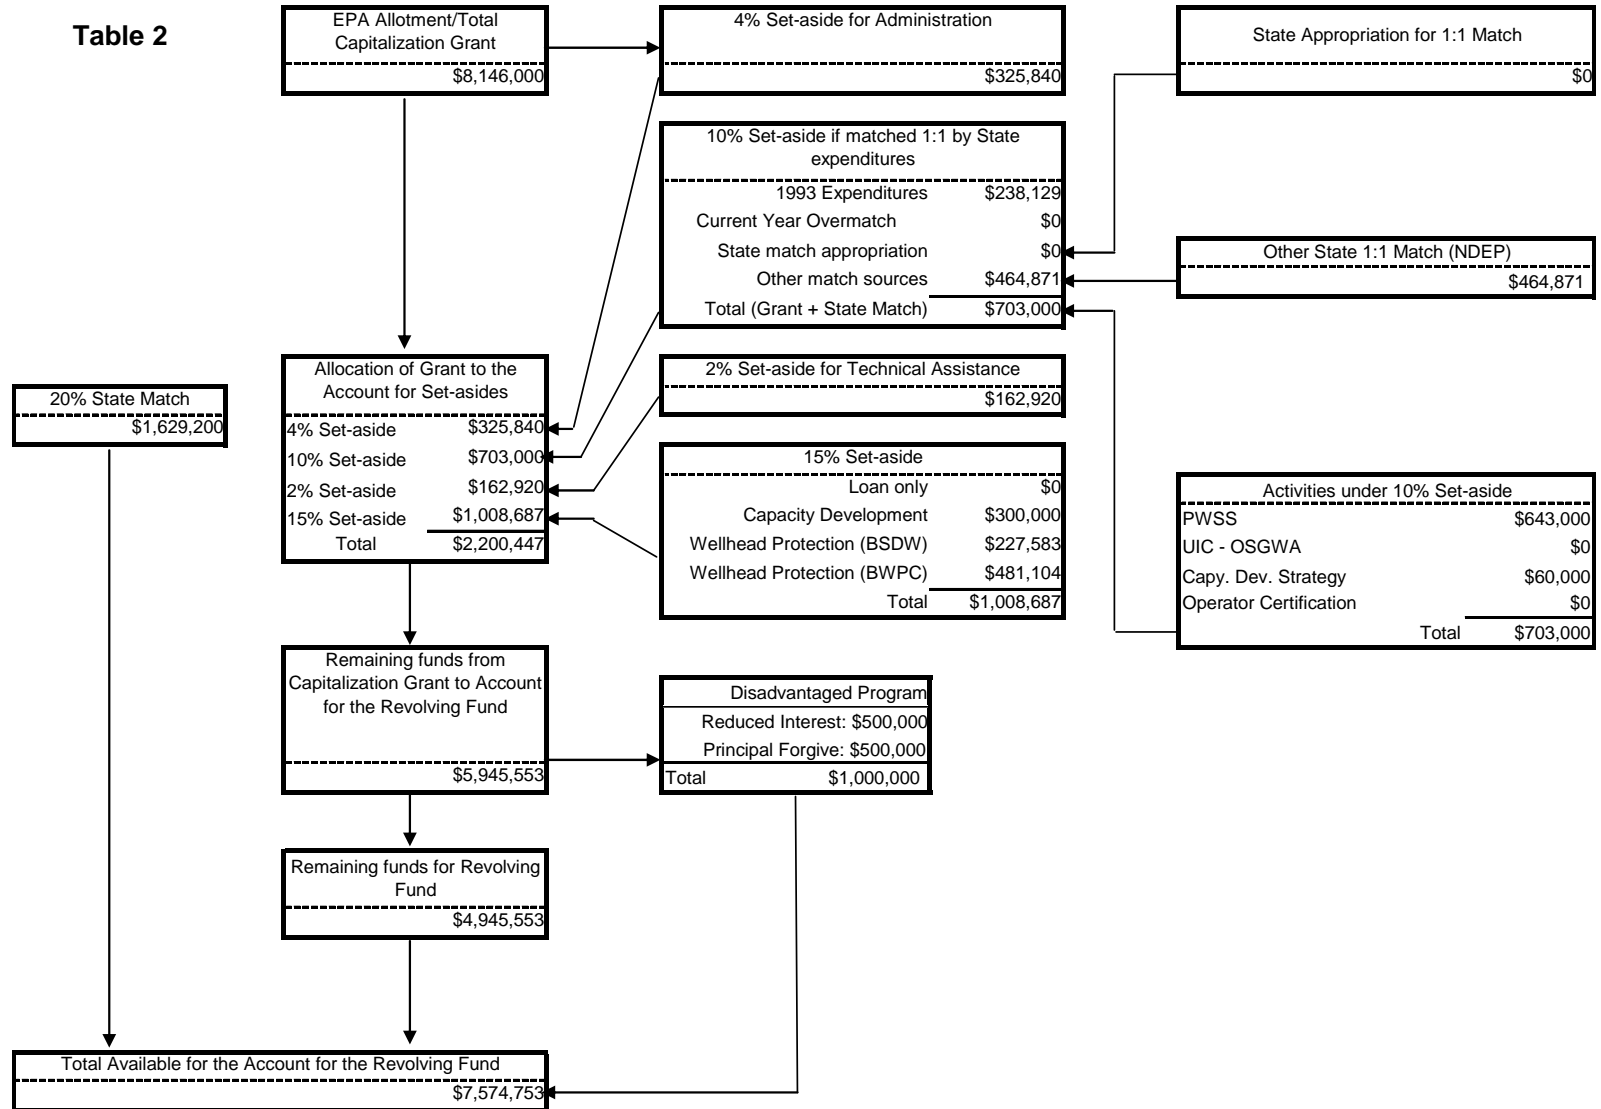 Table 2
EPA Allotment/Total
Capitalization Grant
$8,146,000
4% Set-aside for Administration
$325,840
State Appropriation for 1:1 Match
$0
10% Set-aside if matched 1:1 by State
expenditures
1993 Expenditures $238,129
Current Year Overmatch $0
State match appropriation $0
Other match sources $464,871
Total (Grant + State Match) $703,000
Other State 1:1 Match (NDEP)
$464,871
20% State Match
$1,629,200
Allocation of Grant to the
Account for Set-asides
4% Set-aside $325,840
10% Set-aside $703,000
2% Set-aside $162,920
15% Set-aside $1,008,687
Total $2,200,447
2% Set-aside for Technical Assistance
$162,920
15% Set-aside
Loan only $0
Capacity Development $300,000
Wellhead Protection (BSDW) $227,583
Wellhead Protection (BWPC) $481,104
Total $1,008,687
Activities under 10% Set-aside
PWSS $643,000
UIC - OSGWA $0
Capy. Dev. Strategy $60,000
Operator Certification $0
Total $703,000
Remaining funds from
Capitalization Grant to Account
for the Revolving Fund
$5,945,553
Disadvantaged Program
Reduced Interest: $500,000
Principal Forgive: $500,000
Total $1,000,000
Remaining funds for Revolving
Fund
$4,945,553
Total Available for the Account for the Revolving Fund
$7,574,753